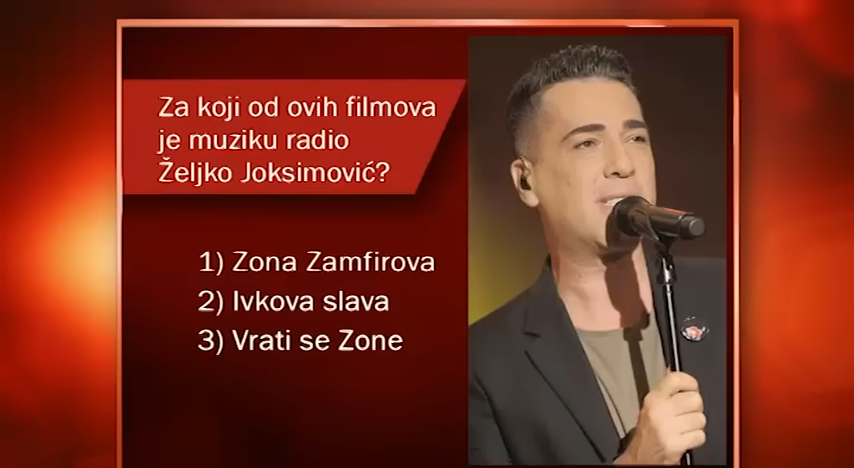 Za koji od ovih filmova
je muziku radio
Željko Joksimović?
1) Zona Zamfirova
2) Ivkova slava
3) Vrati se Zone